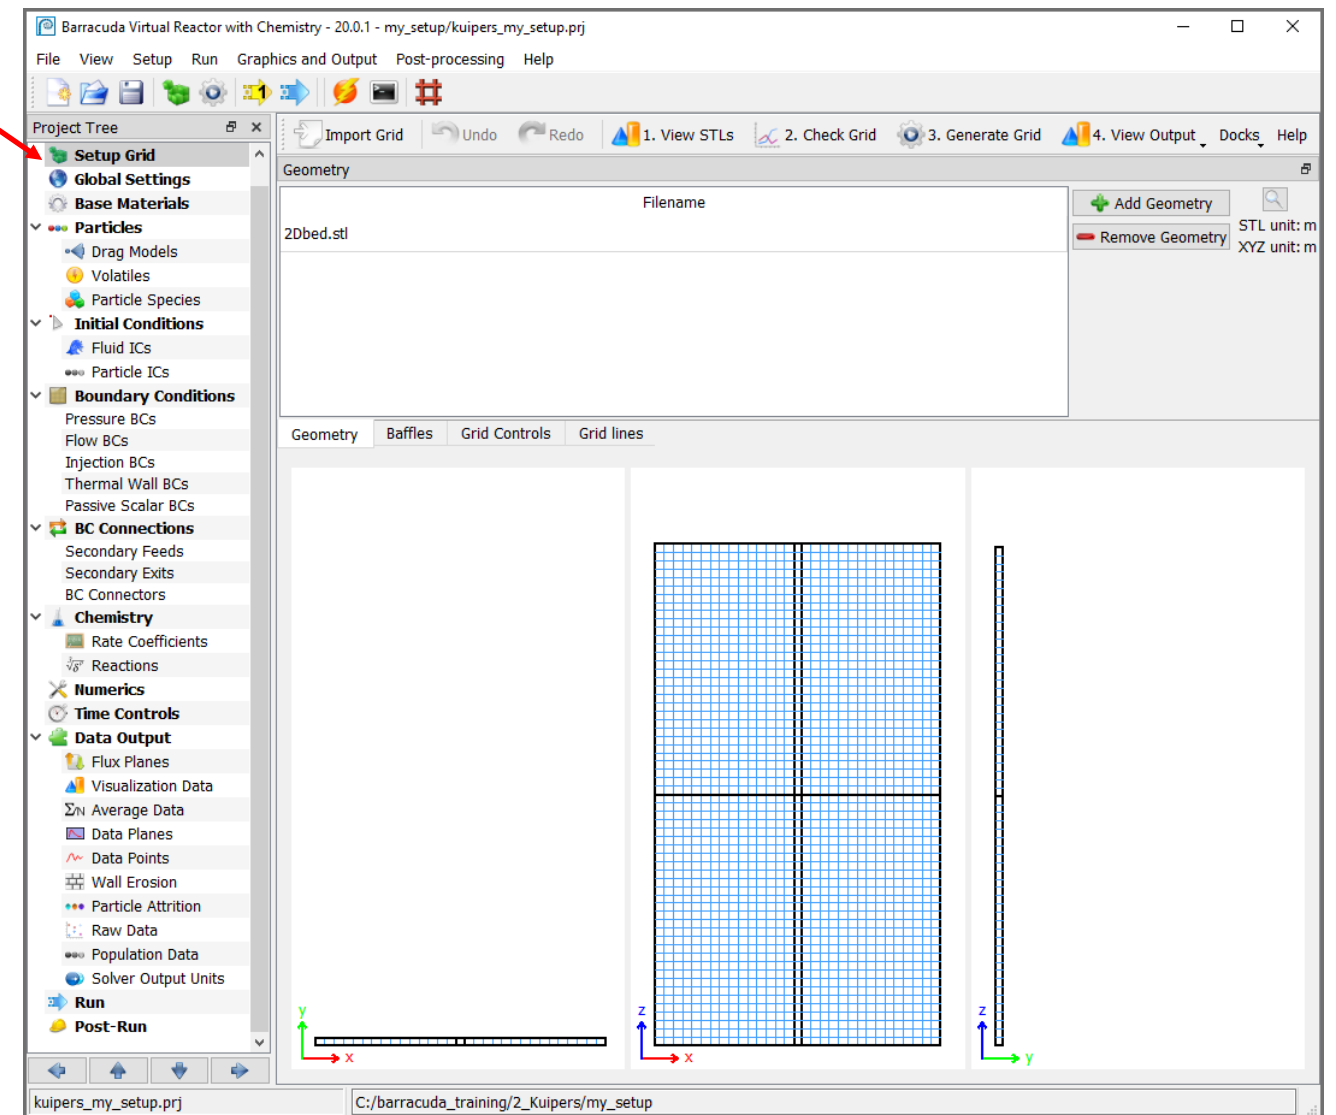 Barracuda Virtual Reactor with Chemistry - 20.0.1 - my_setup/kuipers_my_setup.prj
File View Setup Run Graphics and Output Post-processing Help
1
Project Tree
Import Grid Undo Redo 1. View STLs 2. Check Grid 3. Generate Grid 4. View Output Docks Help
Setup Grid
Global Settings
Base Materials
Particles
Drag Models
Volatiles
Particle Species
Initial Conditions
Fluid ICs
Particle ICs
Boundary Conditions
Pressure BCs
Flow BCs
Injection BCs
Thermal Wall BCs
Passive Scalar BCs
BC Connections
Secondary Feeds
Secondary Exits
BC Connectors
Chemistry
Rate Coefficients
Reactions
Numerics
Time Controls
Data Output
Flux Planes
Visualization Data
Σ/N Average Data
Data Planes
Data Points
Wall Erosion
Particle Attrition
Raw Data
Population Data
Solver Output Units
Run
Post-Run
Geometry
Filename
2Dbed.stl
Add Geometry
Remove Geometry
STL unit: m
XYZ unit: m
Geometry Baffles Grid Controls Grid lines
y
x
z
x
z
y
kuipers_my_setup.prj
C:/barracuda_training/2_Kuipers/my_setup